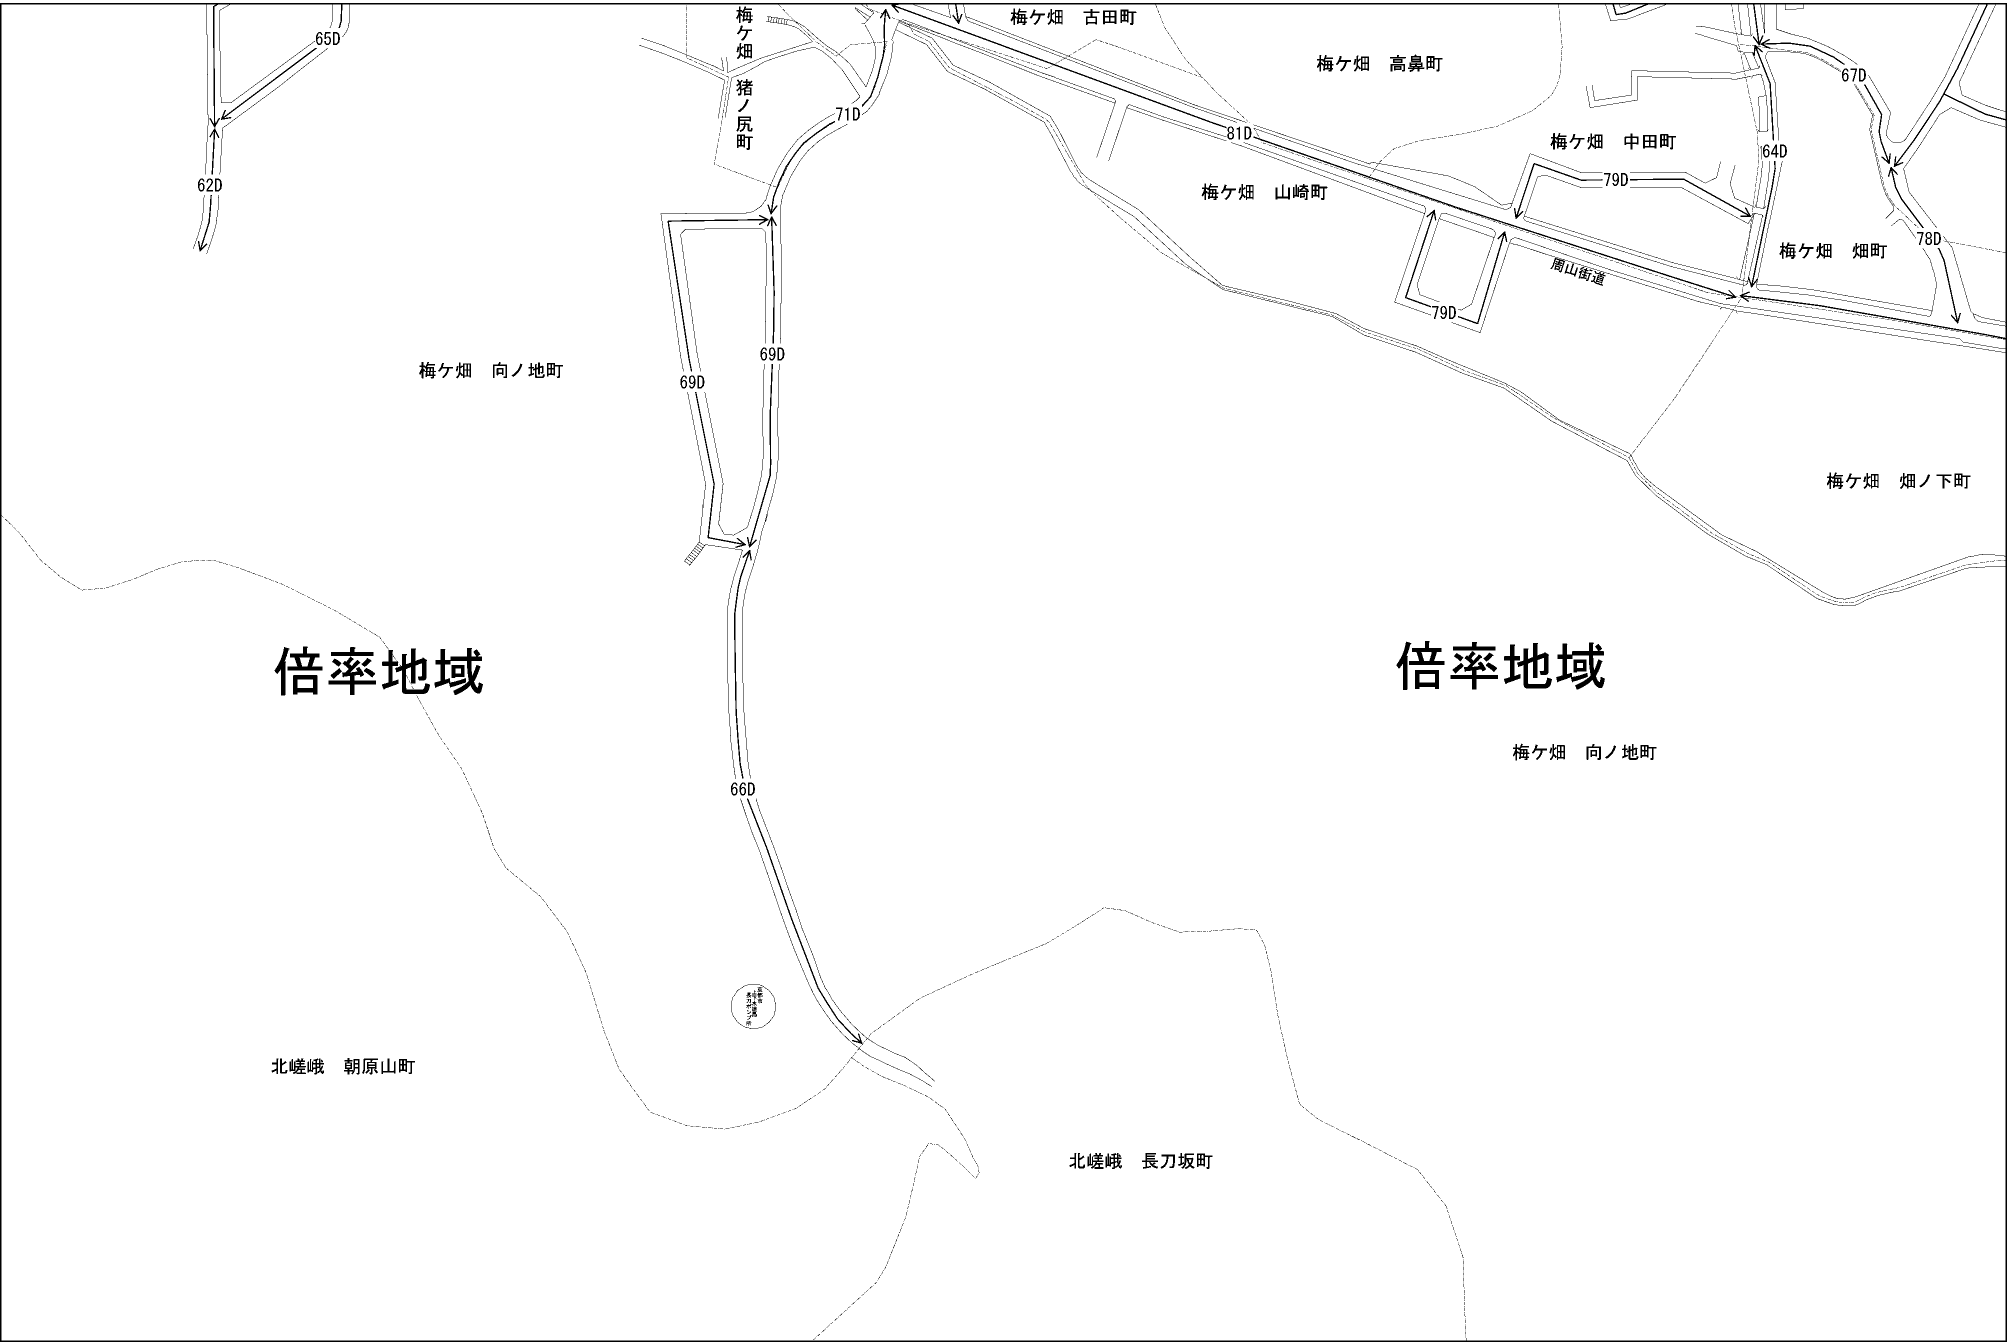 梅ケ畑　猪ノ尻町
梅ケ畑　古田町
65D
梅ケ畑　高鼻町
67D
71D
81D
梅ケ畑　中田町
64D
79D
62D
梅ケ畑　山崎町
78D
梅ケ畑　畑町
周山街道
79D
69D
梅ケ畑　向ノ地町
69D
梅ケ畑　畑ノ下町
倍率地域
倍率地域
梅ケ畑　向ノ地町
66D
北嵯峨　朝原山町
北嵯峨　長刀坂町